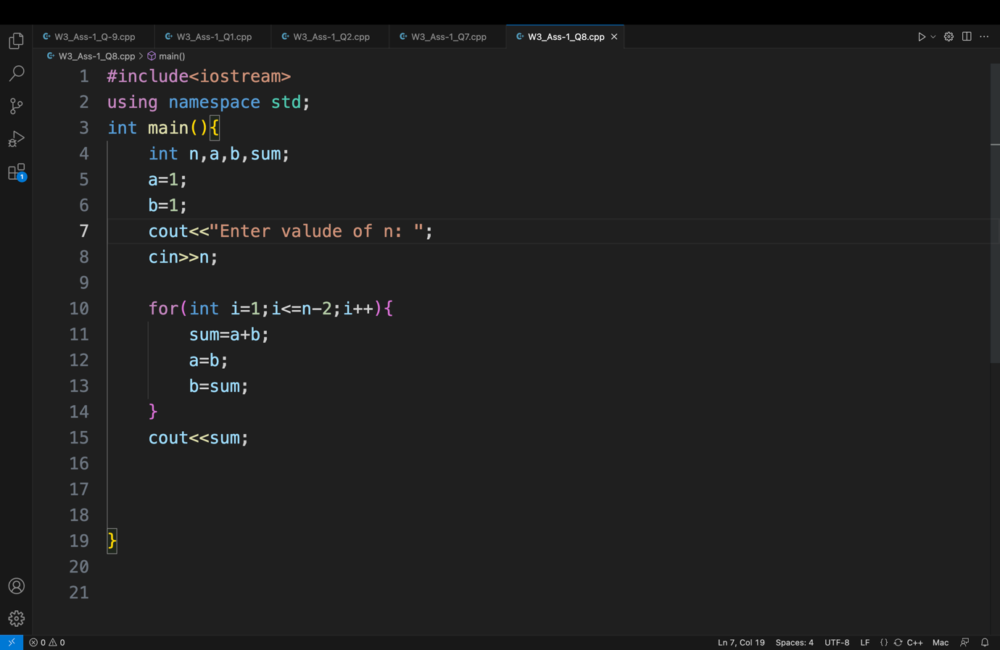 W3_Ass-1_Q-9.cpp W3_Ass-1_Q1.cpp W3_Ass-1_Q2.cpp W3_Ass-1_Q7.cpp W3_Ass-1_Q8.cpp
W3_Ass-1_Q8.cpp > main()
1 #include<iostream>
2 using namespace std;
3 int main(){
4 int n,a,b,sum;
5 a=1;
6 b=1;
7 cout<<"Enter valude of n: ";
8 cin>>n;
9
10 for(int i=1;i<=n-2;i++){
11 sum=a+b;
12 a=b;
13 b=sum;
14 }
15 cout<<sum;
16
17
18
19 }
20
21
1
0 0 Ln 7, Col 19 Spaces: 4 UTF-8 LF {} C++ Mac